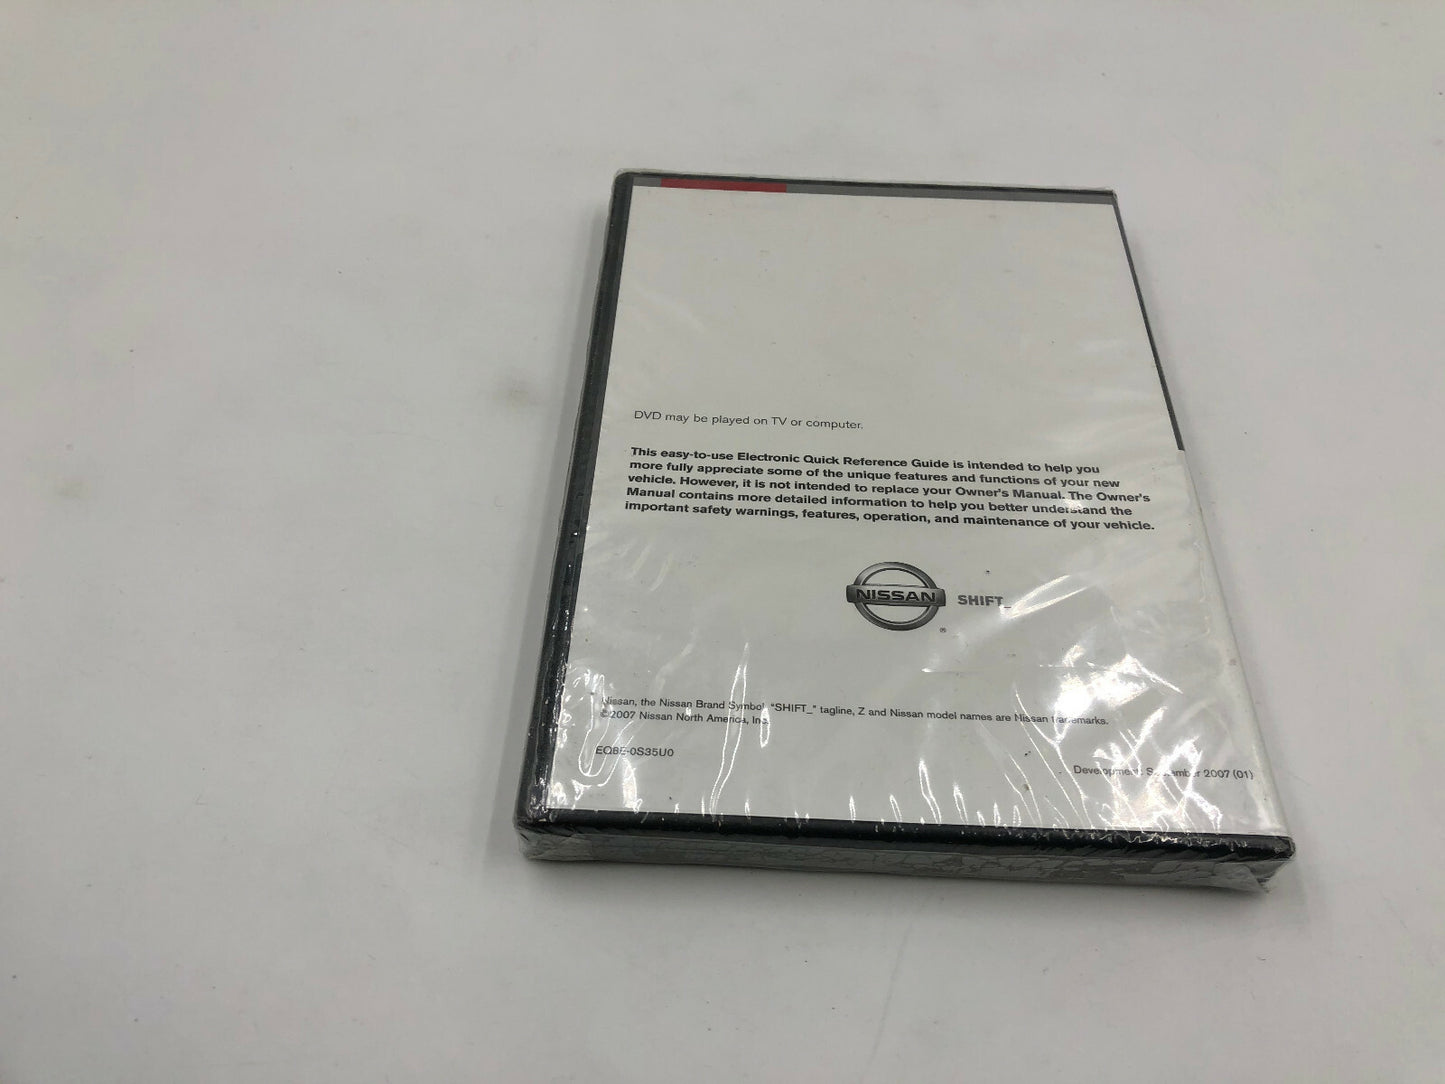 DVD may be played on TV or computer.
This easy-to-use Electronic Quick Reference Guide is intended to help you
more fully appreciate some of the unique features and functions of your new
vehicle. However, it is not intended to replace your Owner's Manual. The Owner's
Manual contains more detailed information to help you better understand the
important safety warnings, features, operation, and maintenance of your vehicle.
NISSAN SHIFT_
®
Nissan, the Nissan Brand Symbol, "SHIFT_" tagline, Z and Nissan model names are Nissan trademarks.
©2007 Nissan North America, Inc.
EQ8E-0S35U0
Development: September 2007 (01)